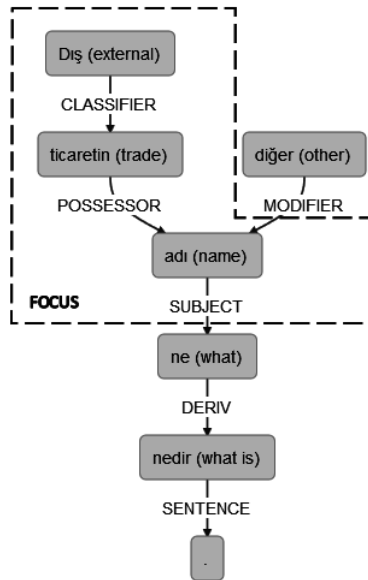 Dış (external)
CLASSIFIER
ticaretin (trade)
diğer (other)
POSSESSOR
MODIFIER
adı (name)
FOCUS
SUBJECT
ne (what)
DERIV
nedir (what is)
SENTENCE
.